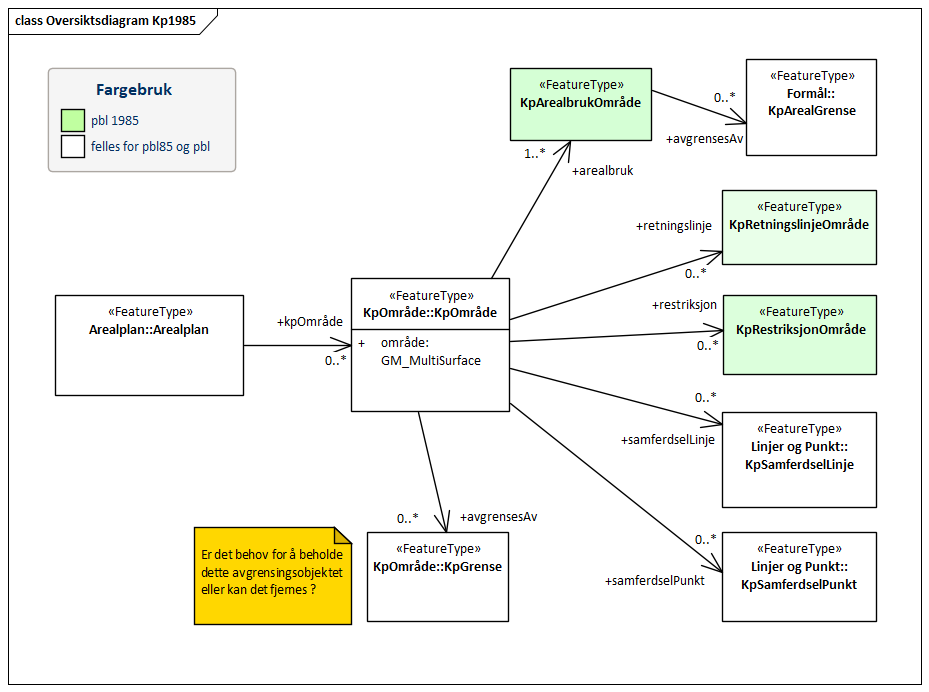 class Oversiktsdiagram Kp1985
Fargebruk
pbl 1985
felles for pbl85 og pbl
«FeatureType»
KpArealbrukOmråde
«FeatureType»
Formål::
KpArealGrense
0..*
+avgrensesAv
1..*
+arealbruk
«FeatureType»
KpRetningslinjeOmråde
+retningslinje
0..*
«FeatureType»
Arealplan::Arealplan
+kpOmråde
0..*
«FeatureType»
KpOmråde::KpOmråde
+ område:
GM_MultiSurface
+restriksjon
0..*
«FeatureType»
KpRestriksjonOmråde
0..*
+samferdselLinje
«FeatureType»
Linjer og Punkt::
KpSamferdselLinje
0..*
+samferdselPunkt
«FeatureType»
Linjer og Punkt::
KpSamferdselPunkt
0..*
+avgrensesAv
«FeatureType»
KpOmråde::KpGrense
Er det behov for å beholde
dette avgrensingsobjektet
eller kan det fjernes ?